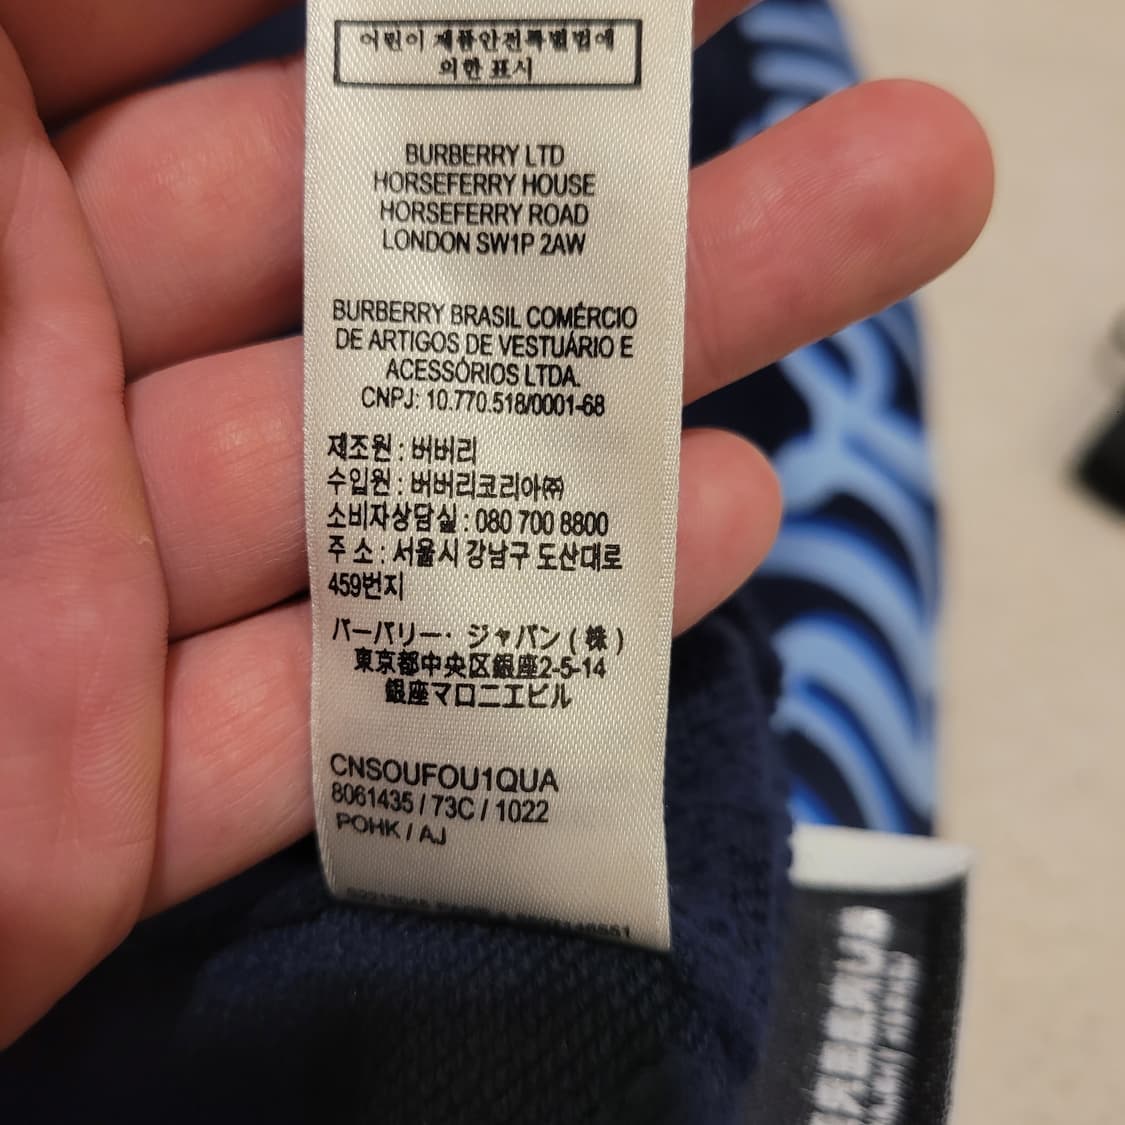 어린이 제품안전특별법에
의한 표시
BURBERRY LTD
HORSEFERRY HOUSE
HORSEFERRY ROAD
LONDON SW1P 2AW
BURBERRY BRASIL COMÉRCIO
DE ARTIGOS DE VESTUÁRIO E
ACESSÓRIOS LTDA.
CNPJ: 10.770.518/0001-68
제조원 : 버버리
수입원 : 버버리코리아㈜
소비자상담실 : 080 700 8800
주 소 : 서울시 강남구 도산대로
459번지
バーバリー・ジャパン ( 株 )
東京都中央区銀座2-5-14
銀座マロニエビル
CNSOUFOU1QUA
8061435 / 73C / 1022
POHK / AJ